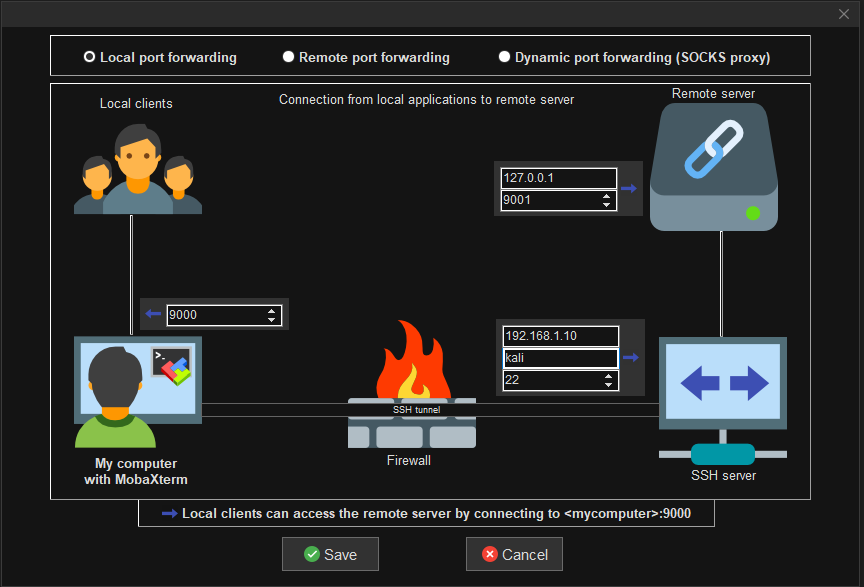 Local port forwarding
Remote port forwarding
Dynamic port forwarding (SOCKS proxy)
Local clients
Connection from local applications to remote server
Remote server
127.0.0.1
9001
9000
192.168.1.10
kali
22
>_
SSH tunnel
Firewall
My computer
with MobaXterm
SSH server
Local clients can access the remote server by connecting to <mycomputer>:9000
Save
Cancel